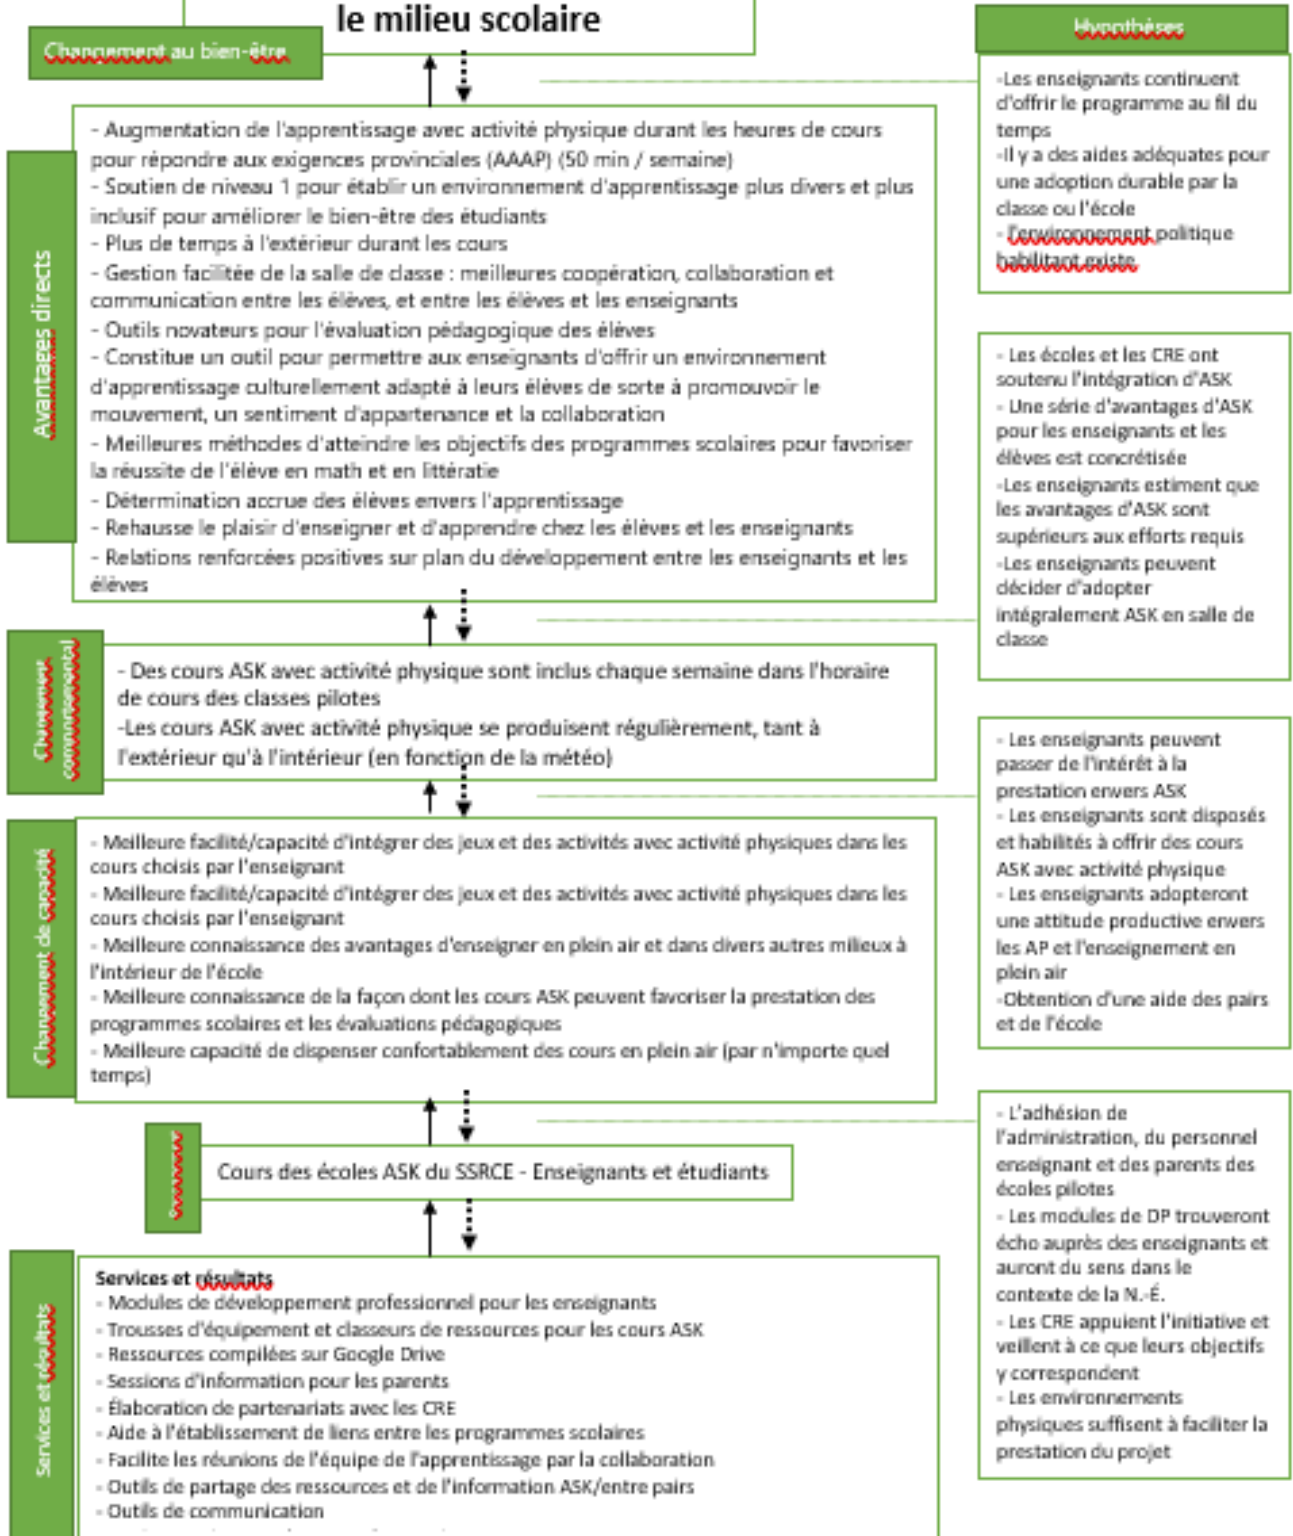 le milieu scolaire
Changement au bien-être
Hypothèses
-Les enseignants continuent
d'offrir le programme au fil du
temps
-Il y a des aides adéquates pour
une adoption durable par la
classe ou l'école
- l'environnement politique
habilitant existe
Avantages directs
- Augmentation de l'apprentissage avec activité physique durant les heures de cours
pour répondre aux exigences provinciales (AAAP) (50 min / semaine)
- Soutien de niveau 1 pour établir un environnement d'apprentissage plus divers et plus
inclusif pour améliorer le bien-être des étudiants
- Plus de temps à l'extérieur durant les cours
- Gestion facilitée de la salle de classe : meilleures coopération, collaboration et
communication entre les élèves, et entre les élèves et les enseignants
- Outils novateurs pour l'évaluation pédagogique des élèves
- Constitue un outil pour permettre aux enseignants d'offrir un environnement
d'apprentissage culturellement adapté à leurs élèves de sorte à promouvoir le
mouvement, un sentiment d'appartenance et la collaboration
- Meilleures méthodes d'atteindre les objectifs des programmes scolaires pour favoriser
la réussite de l'élève en math et en littératie
- Détermination accrue des élèves envers l'apprentissage
- Rehausse le plaisir d'enseigner et d'apprendre chez les élèves et les enseignants
- Relations renforcées positives sur plan du développement entre les enseignants et les
élèves
- Les écoles et les CRE ont
soutenu l'intégration d'ASK
- Une série d'avantages d'ASK
pour les enseignants et les
élèves est concrétisée
-Les enseignants estiment que
les avantages d'ASK sont
supérieurs aux efforts requis
-Les enseignants peuvent
décider d'adopter
intégralement ASK en salle de
classe
Changement
comportemental
- Des cours ASK avec activité physique sont inclus chaque semaine dans l'horaire
de cours des classes pilotes
-Les cours ASK avec activité physique se produisent régulièrement, tant à
l'extérieur qu'à l'intérieur (en fonction de la météo)
- Les enseignants peuvent
passer de l'intérêt à la
prestation envers ASK
- Les enseignants sont disposés
et habilités à offrir des cours
ASK avec activité physique
- Les enseignants adopteront
une attitude productive envers
les AP et l'enseignement en
plein air
-Obtention d'une aide des pairs
et de l'école
Changement de capacité
- Meilleure facilité/capacité d'intégrer des jeux et des activités avec activité physiques dans les
cours choisis par l'enseignant
- Meilleure facilité/capacité d'intégrer des jeux et des activités avec activité physiques dans les
cours choisis par l'enseignant
- Meilleure connaissance des avantages d'enseigner en plein air et dans divers autres milieux à
l'intérieur de l'école
- Meilleure connaissance de la façon dont les cours ASK peuvent favoriser la prestation des
programmes scolaires et les évaluations pédagogiques
- Meilleure capacité de dispenser confortablement des cours en plein air (par n'importe quel
temps)
Cours des écoles ASK du SSRCE - Enseignants et étudiants
- L'adhésion de
l'administration, du personnel
enseignant et des parents des
écoles pilotes
- Les modules de DP trouveront
écho auprès des enseignants et
auront du sens dans le
contexte de la N.-É.
- Les CRE appuient l'initiative et
veillent à ce que leurs objectifs
y correspondent
- Les environnements
physiques suffisent à faciliter la
prestation du projet
Services et résultats
Services et résultats
- Modules de développement professionnel pour les enseignants
- Trousses d'équipement et classeurs de ressources pour les cours ASK
- Ressources compilées sur Google Drive
- Sessions d'information pour les parents
- Élaboration de partenariats avec les CRE
- Aide à l'établissement de liens entre les programmes scolaires
- Facilite les réunions de l'équipe de l'apprentissage par la collaboration
- Outils de partage des ressources et de l'information ASK/entre pairs
- Outils de communication